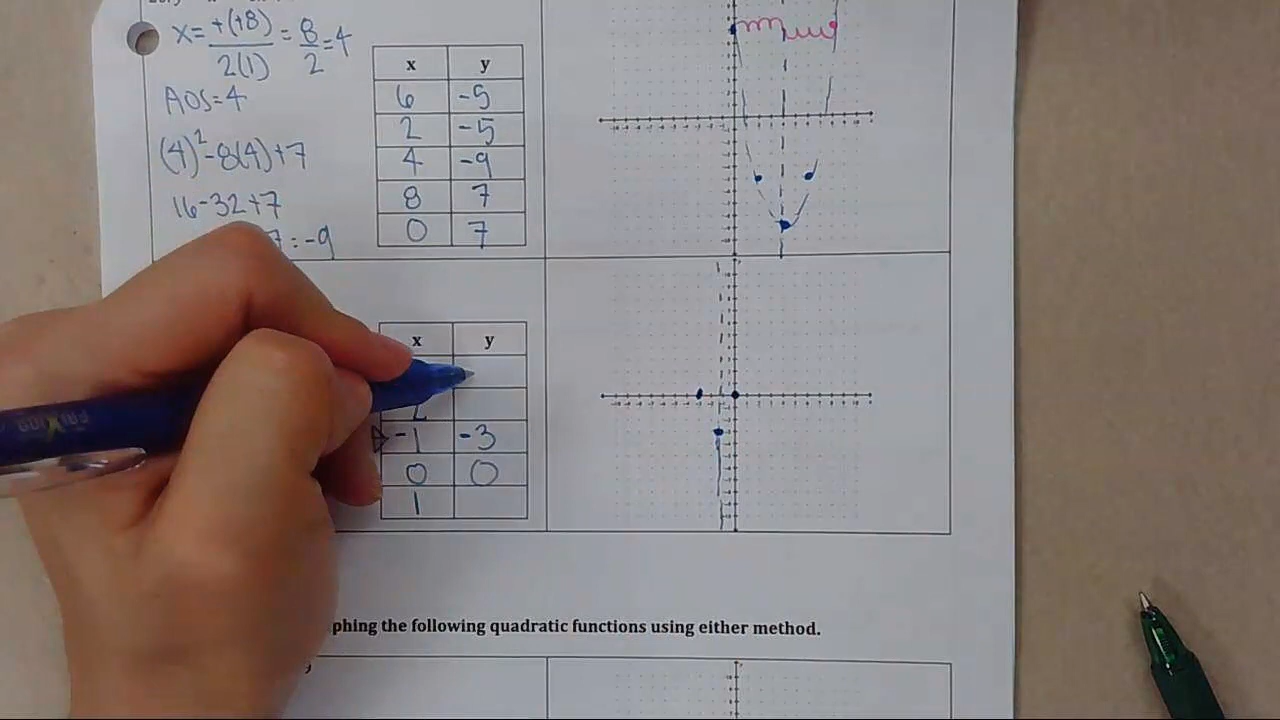 x = +(+8) / 2(1) = 8/2 = 4
AOS = 4
(4)² - 8(4) + 7
16 - 32 + 7
7 = -9
x y
6 -5
2 -5
4 -9
8 7
0 7
x y
2
-1 -3
0 0
1
phing the following quadratic functions using either method.